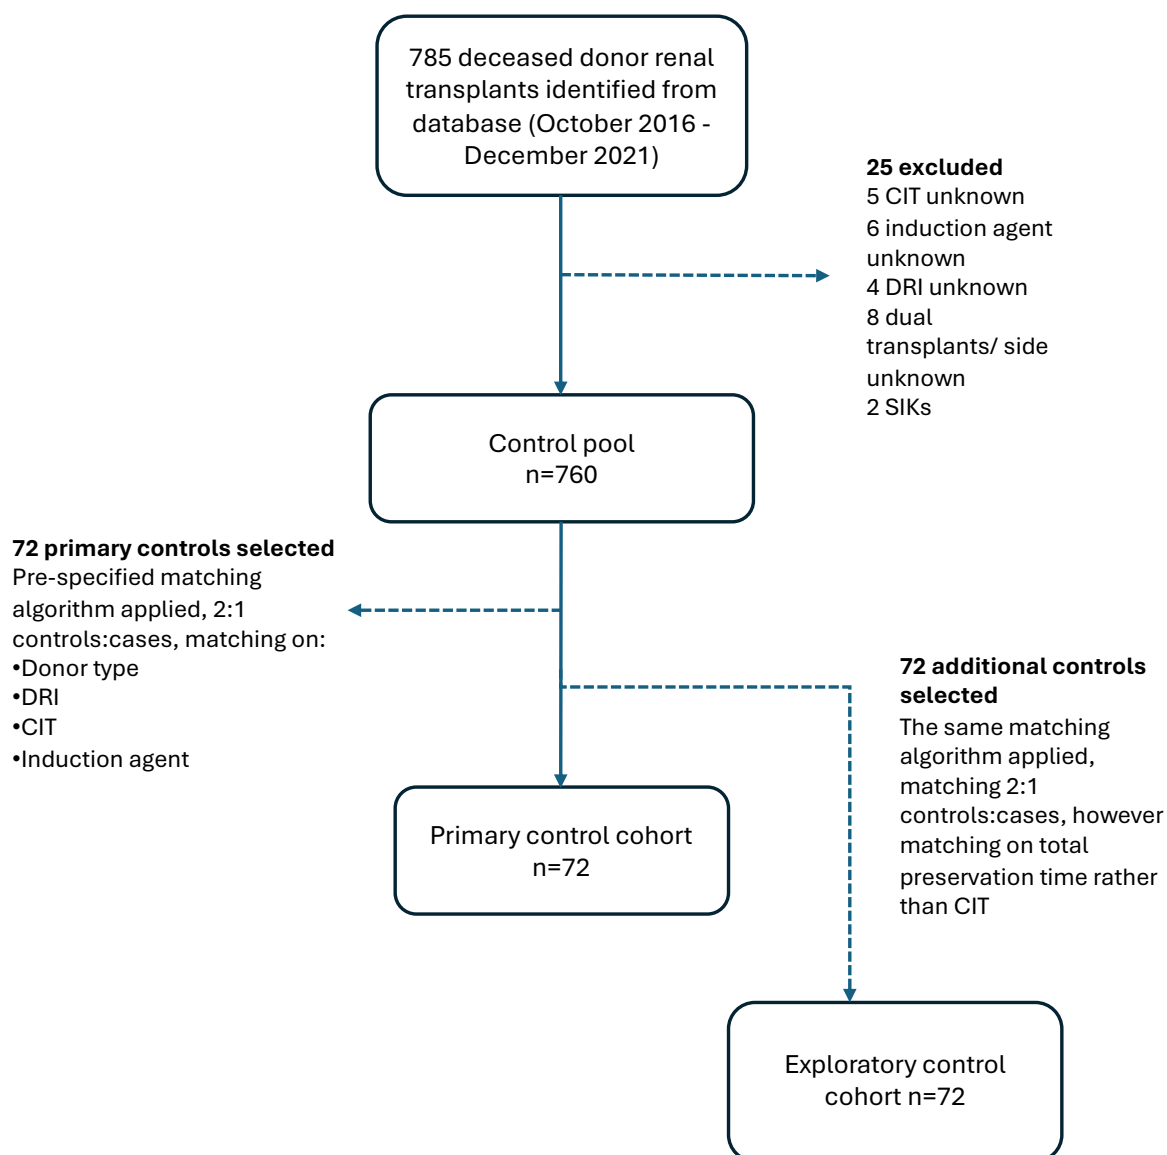 785 deceased donor renal
transplants identified from
database (October 2016 -
December 2021)
25 excluded
5 CIT unknown
6 induction agent
unknown
4 DRI unknown
8 dual
transplants/ side
unknown
2 SIKs
Control pool
n=760
72 primary controls selected
Pre-specified matching
algorithm applied, 2:1
controls:cases, matching on:
•Donor type
•DRI
•CIT
•Induction agent
72 additional controls
selected
The same matching
algorithm applied,
matching 2:1
controls:cases, however
matching on total
preservation time rather
than CIT
Primary control cohort
n=72
Exploratory control
cohort n=72